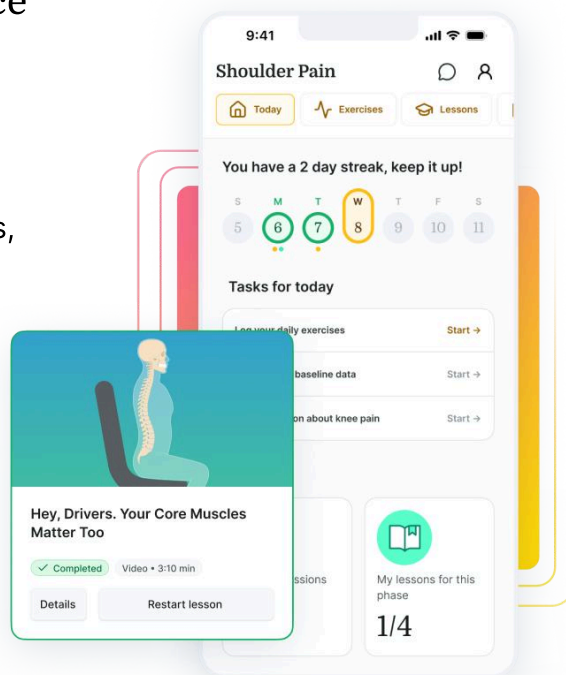 9:41
Shoulder Pain
Today Exercises Lessons
You have a 2 day streak, keep it up!
S M T W T F S
5 6 7 8 9 10 11
Tasks for today
Log your daily exercises Start →
baseline data Start →
about knee pain Start →
Hey, Drivers. Your Core Muscles
Matter Too
Completed Video • 3:10 min
Details Restart lesson
My lessons for this
phase
1/4